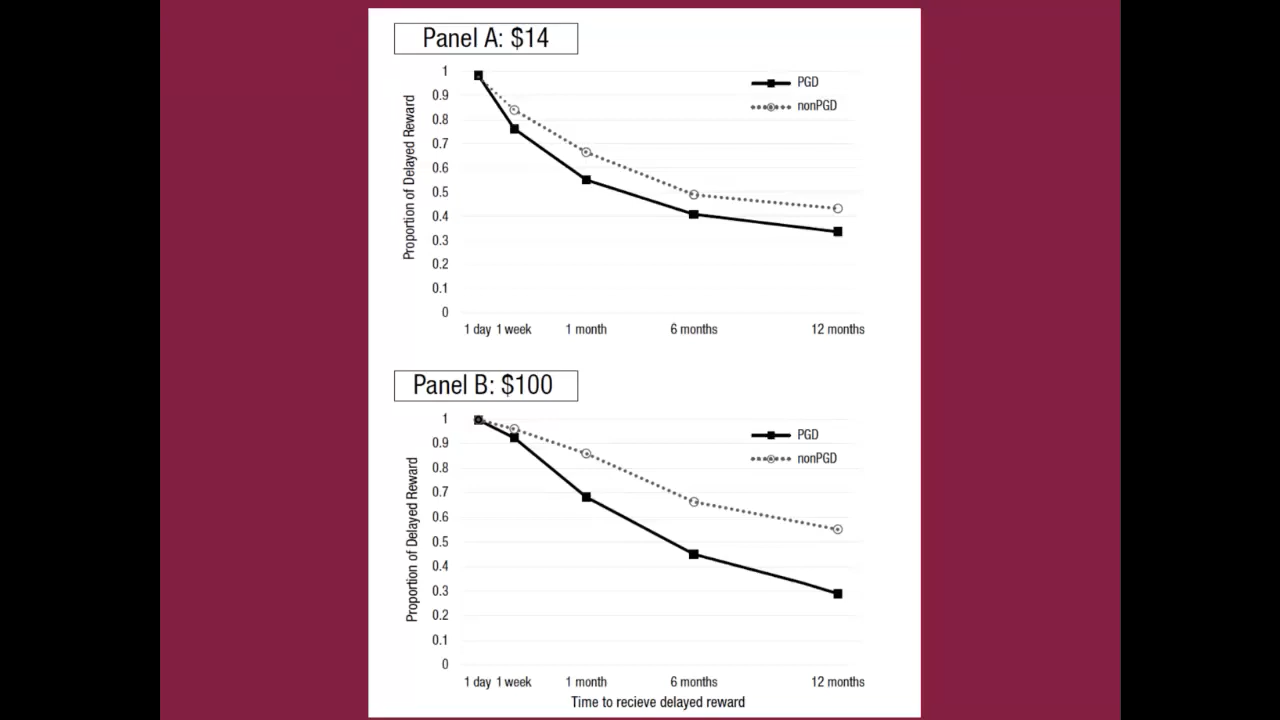 Panel A: $14
1
0.9
0.8
0.7
0.6
0.5
0.4
0.3
0.2
0.1
0
Proportion of Delayed Reward
PGD
nonPGD
1 day 1 week 1 month 6 months 12 months
Panel B: $100
1
0.9
0.8
0.7
0.6
0.5
0.4
0.3
0.2
0.1
0
Proportion of Delayed Reward
PGD
nonPGD
1 day 1 week 1 month 6 months 12 months
Time to recieve delayed reward